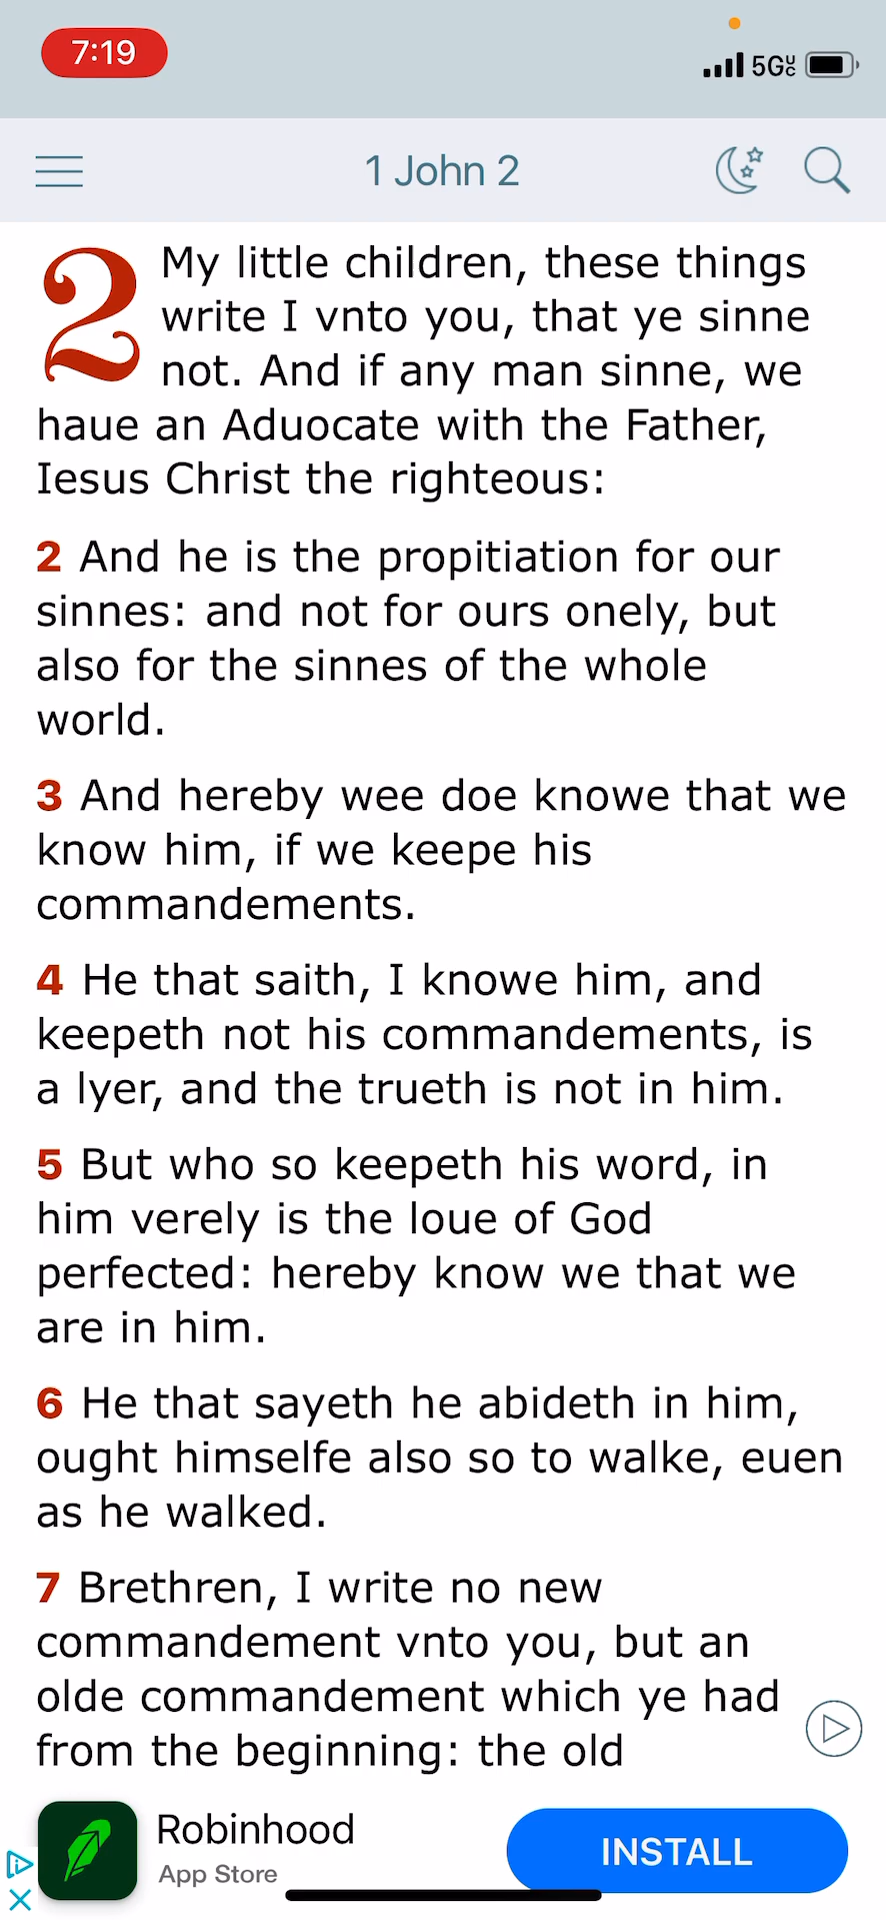 7:19
5GUC
1 John 2
2 My little children, these things
write I vnto you, that ye sinne
not. And if any man sinne, we
haue an Aduocate with the Father,
Iesus Christ the righteous:
2 And he is the propitiation for our
sinnes: and not for ours onely, but
also for the sinnes of the whole
world.
3 And hereby wee doe knowe that we
know him, if we keepe his
commandements.
4 He that saith, I knowe him, and
keepeth not his commandements, is
a lyer, and the trueth is not in him.
5 But who so keepeth his word, in
him verely is the loue of God
perfected: hereby know we that we
are in him.
6 He that sayeth he abideth in him,
ought himselfe also so to walke, euen
as he walked.
7 Brethren, I write no new
commandement vnto you, but an
olde commandement which ye had
from the beginning: the old
Robinhood
App Store
INSTALL